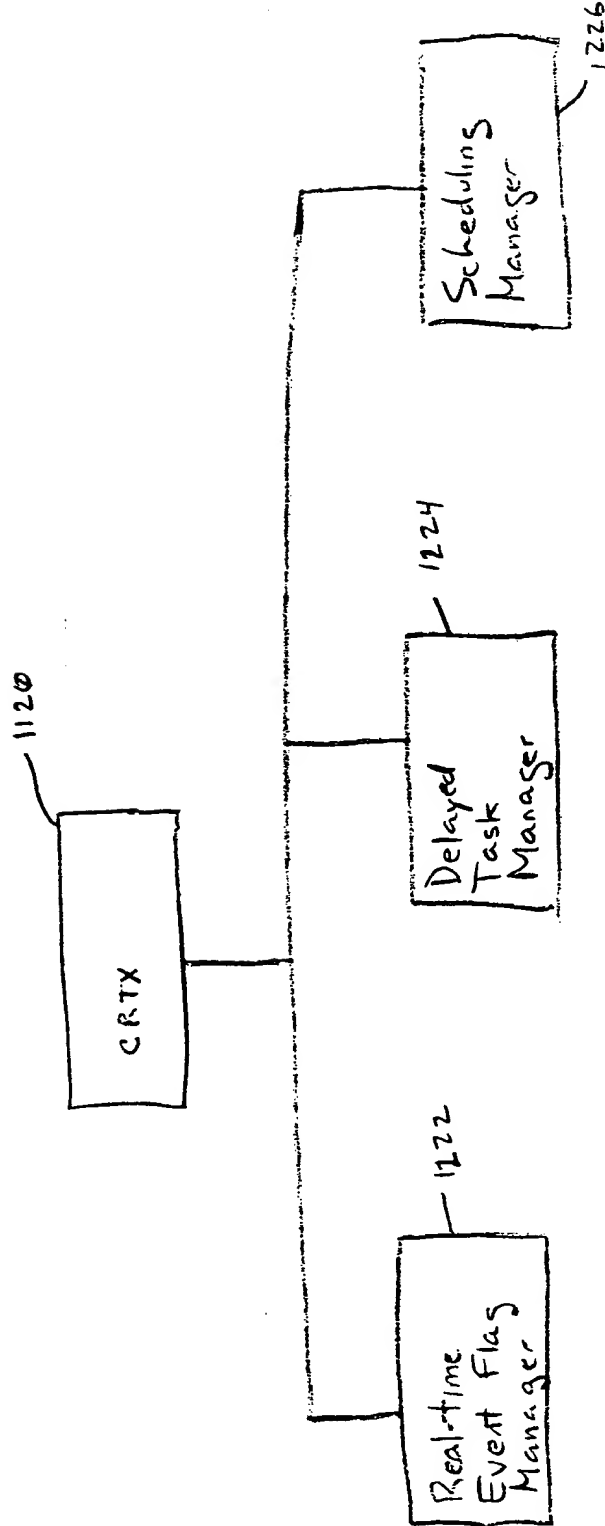 1120
CRTX
1222
Real-time
Event Flag
Manager
1224
Delayed
Task
Manager
1226
Scheduling
Manager